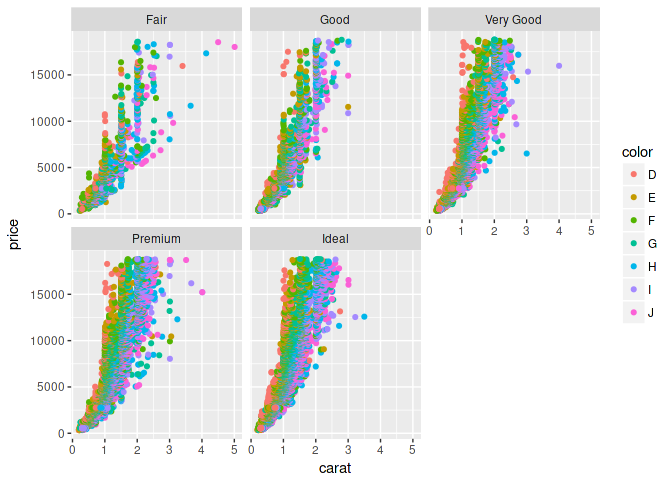 Fair Good Very Good
15000
10000
5000
0
0 1 2 3 4 5
color
D
E
F
G
H
I
J
price
Premium Ideal
15000
10000
5000
0
0 1 2 3 4 5 0 1 2 3 4 5
carat